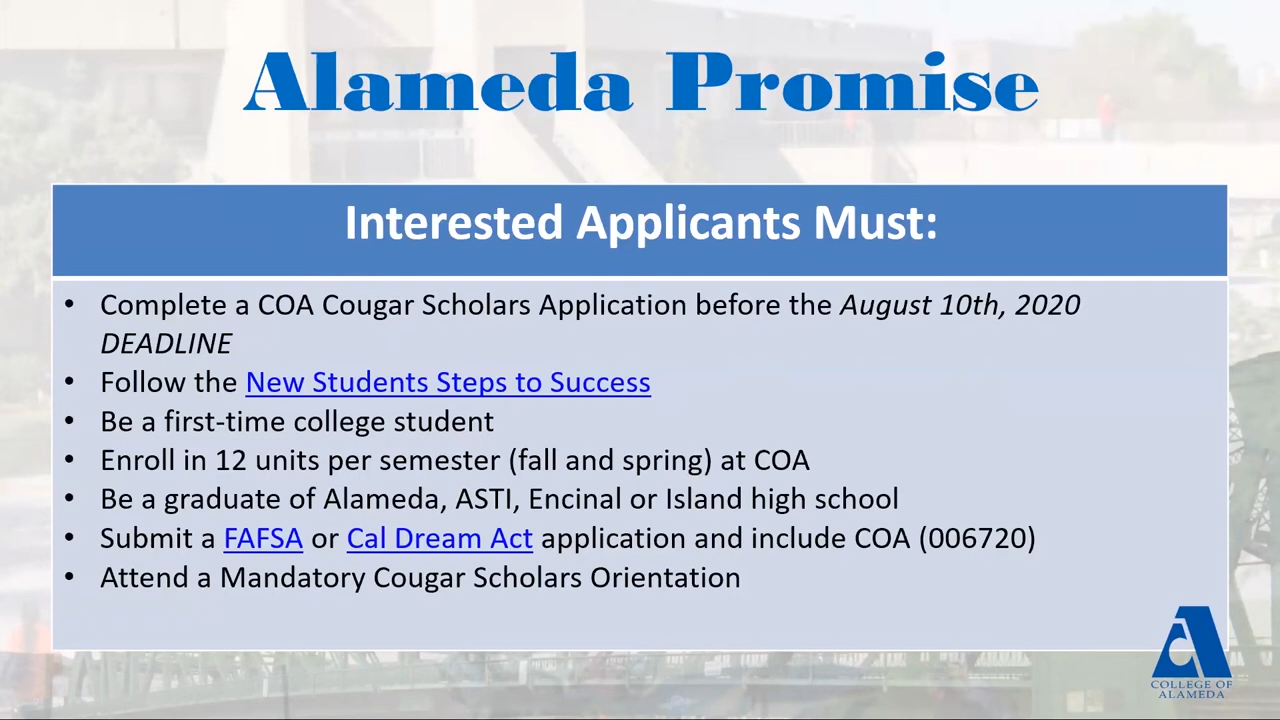 Alameda Promise
Interested Applicants Must:
• Complete a COA Cougar Scholars Application before the August 10th, 2020
DEADLINE
• Follow the New Students Steps to Success
• Be a first-time college student
• Enroll in 12 units per semester (fall and spring) at COA
• Be a graduate of Alameda, ASTI, Encinal or Island high school
• Submit a FAFSA or Cal Dream Act application and include COA (006720)
• Attend a Mandatory Cougar Scholars Orientation
COLLEGE OF
ALAMEDA